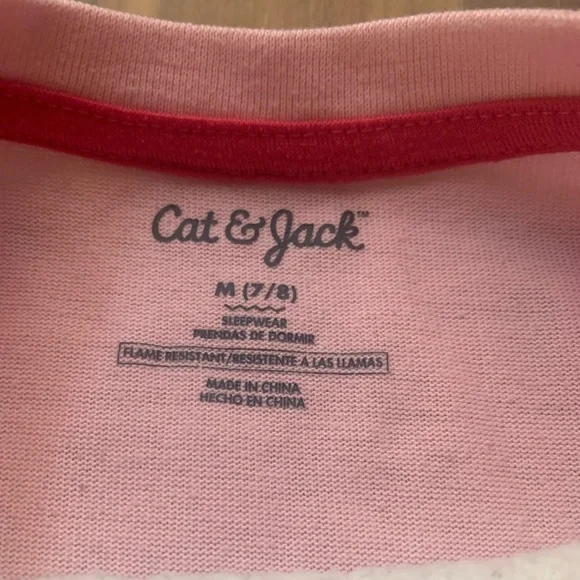 Cat & Jack™
M (7/8)
SLEEPWEAR
PRENDAS DE DORMIR
FLAME RESISTANT/RESISTENTE A LAS LLAMAS
MADE IN CHINA
HECHO EN CHINA